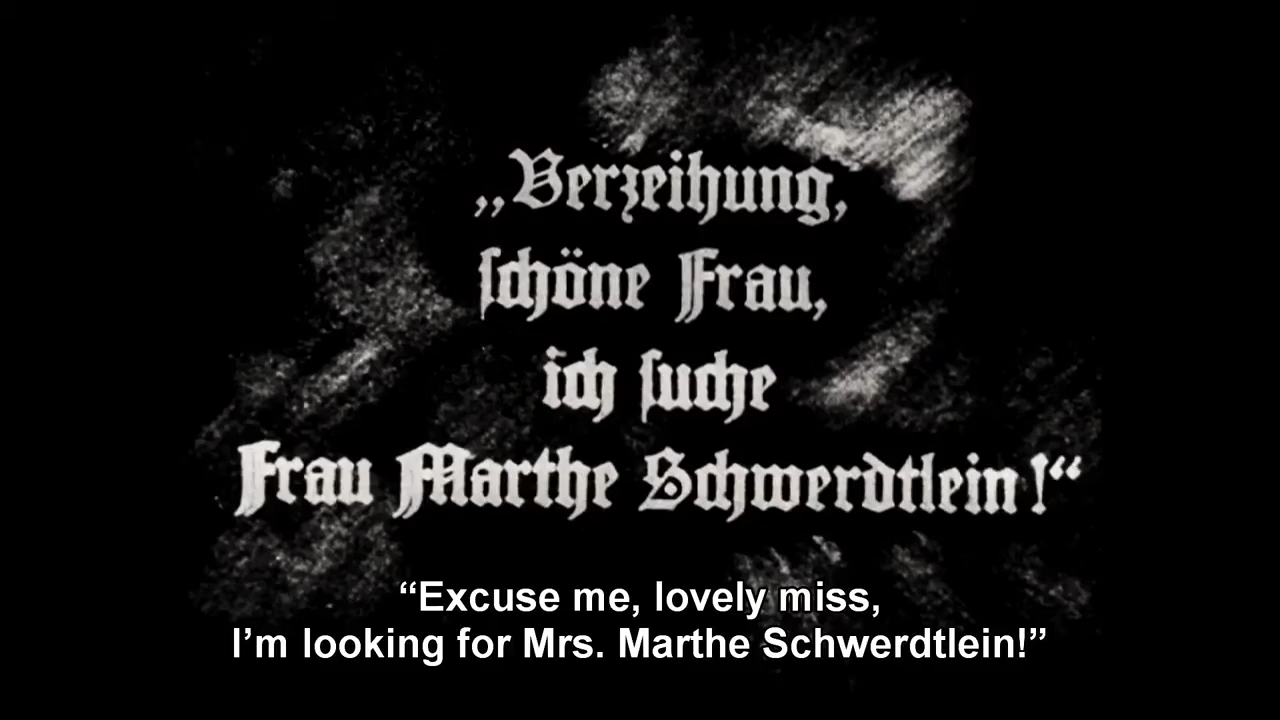 „Verzeihung,
schöne Frau,
ich suche
Frau Marthe Schwerdtlein!“
“Excuse me, lovely miss,
I’m looking for Mrs. Marthe Schwerdtlein!”